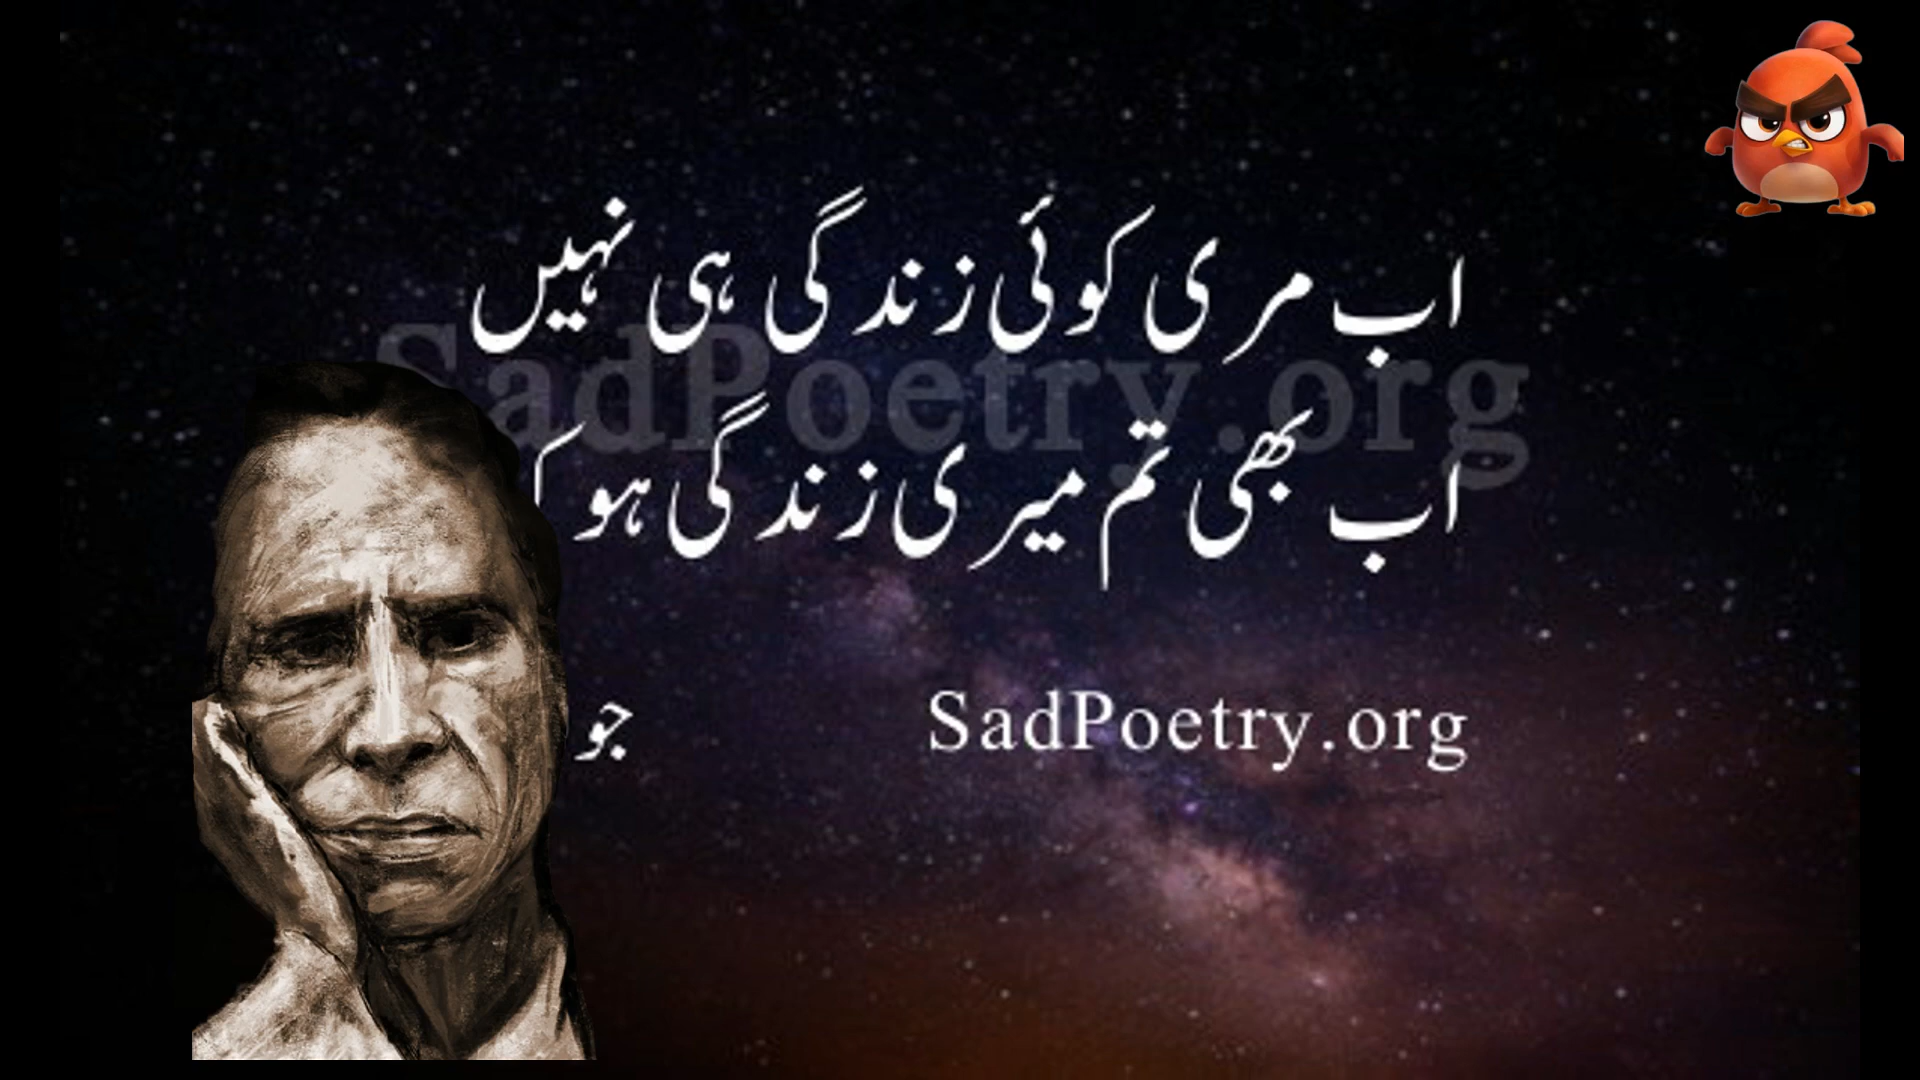 اب مری کوئی زندگی ہی نہیں
اب بھی تم میری زندگی ہو
SadPoetry.org
SadPoetry.org
جو